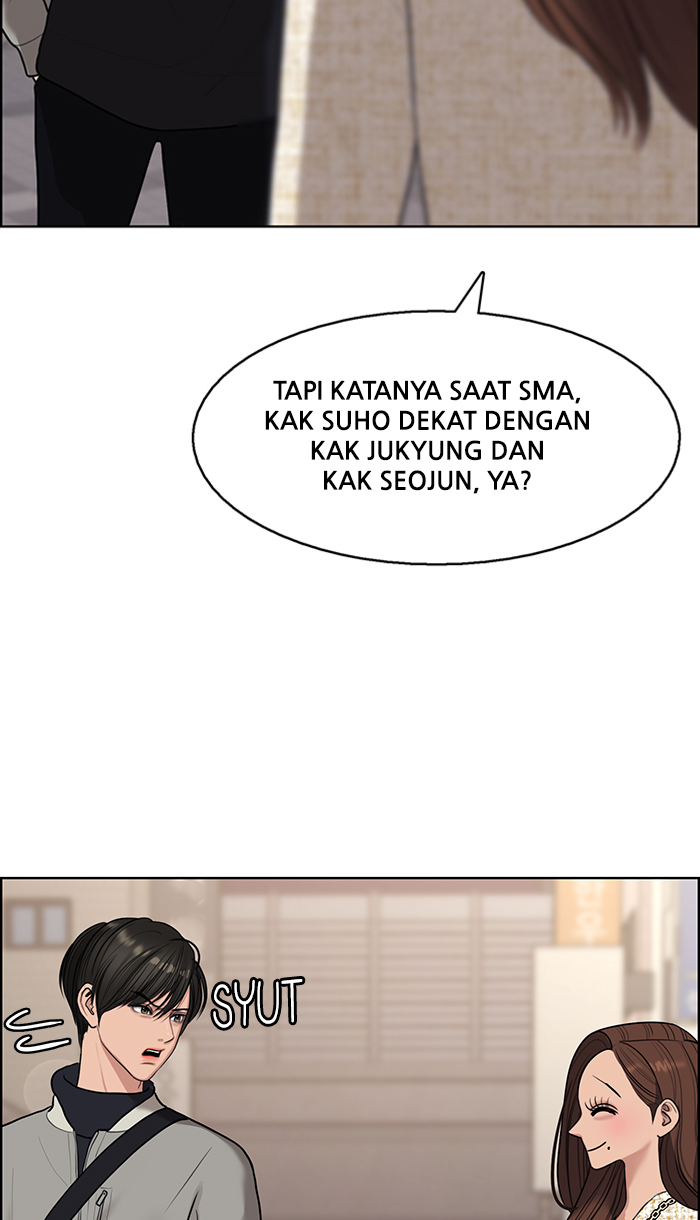 TAPI KATANYA SAAT SMA,
KAK SUHO DEKAT DENGAN
KAK JUKYUNG DAN
KAK SEOJUN, YA?
SYUT